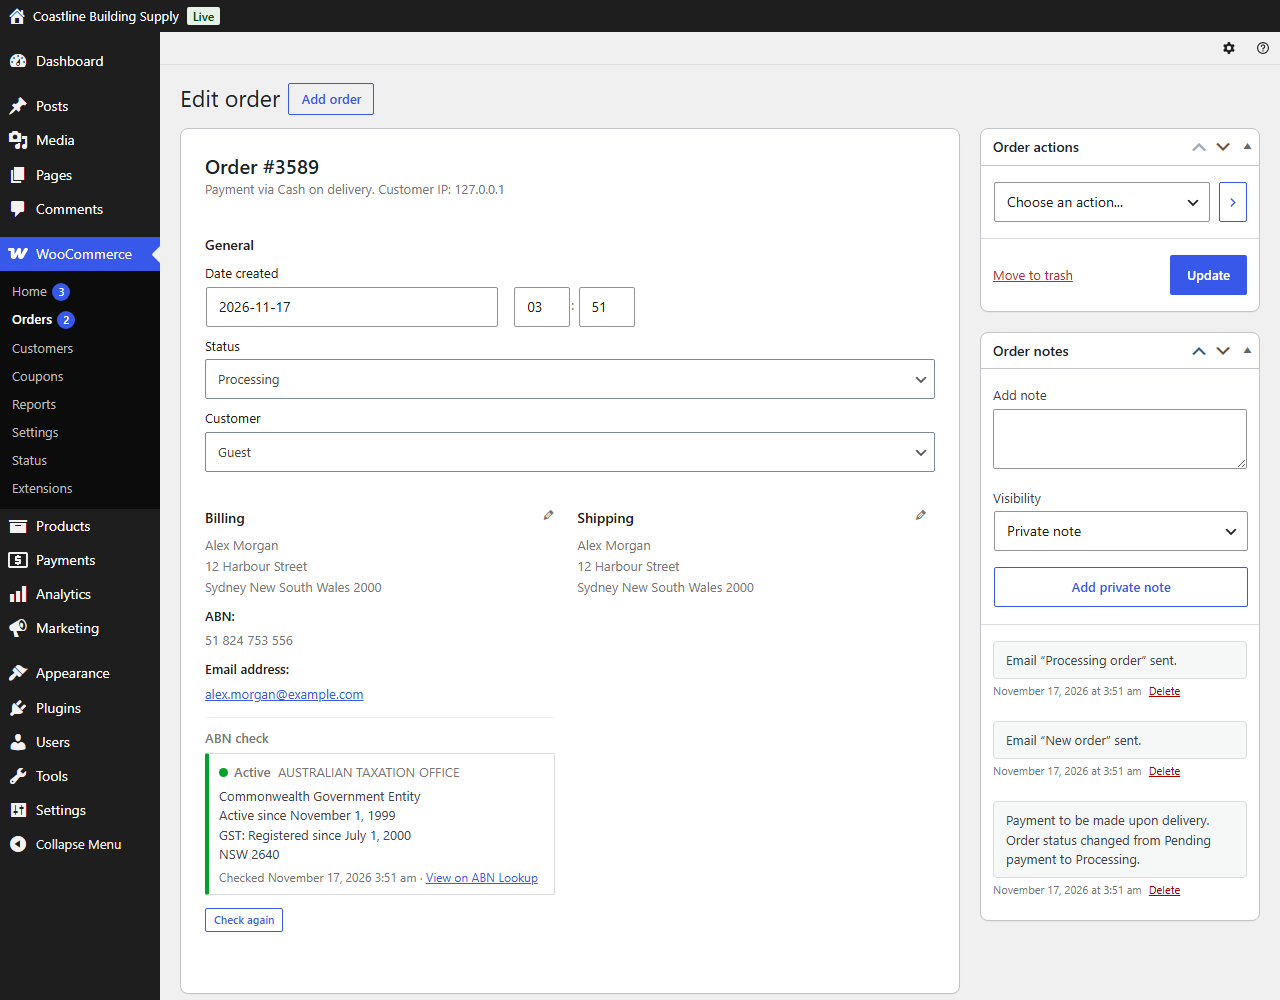 Coastline Building Supply
Live
Dashboard
Posts
Media
Pages
Comments
WooCommerce
Home 3
Orders 2
Customers
Coupons
Reports
Settings
Status
Extensions
Products
Payments
Analytics
Marketing
Appearance
Plugins
Users
Tools
Settings
Collapse Menu
Edit order
Add order
Order #3589
Payment via Cash on delivery. Customer IP: 127.0.0.1
General
Date created
2026-11-17
03 : 51
Status
Processing
Customer
Guest
Billing
Alex Morgan
12 Harbour Street
Sydney New South Wales 2000
ABN:
51 824 753 556
Email address:
alex.morgan@example.com
ABN check
Active AUSTRALIAN TAXATION OFFICE
Commonwealth Government Entity
Active since November 1, 1999
GST: Registered since July 1, 2000
NSW 2640
Checked November 17, 2026 3:51 am · View on ABN Lookup
Check again
Shipping
Alex Morgan
12 Harbour Street
Sydney New South Wales 2000
Order actions
Choose an action...
Move to trash
Update
Order notes
Add note
Visibility
Private note
Add private note
Email “Processing order” sent.
November 17, 2026 at 3:51 am Delete
Email “New order” sent.
November 17, 2026 at 3:51 am Delete
Payment to be made upon delivery.
Order status changed from Pending
payment to Processing.
November 17, 2026 at 3:51 am Delete